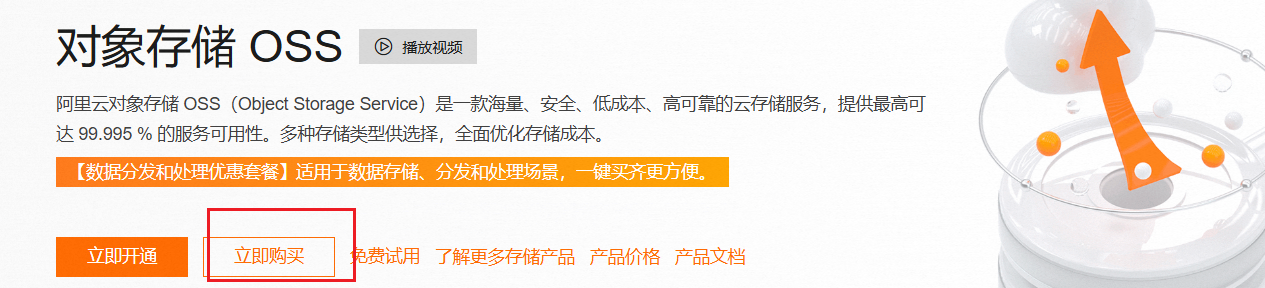 对象存储 OSS 播放视频
阿里云对象存储 OSS（Object Storage Service）是一款海量、安全、低成本、高可靠的云存储服务，提供最高可
达 99.995 % 的服务可用性。多种存储类型供选择，全面优化存储成本。
【数据分发和处理优惠套餐】适用于数据存储、分发和处理场景，一键买齐更方便。
立即开通 立即购买 免费试用 了解更多存储产品 产品价格 产品文档